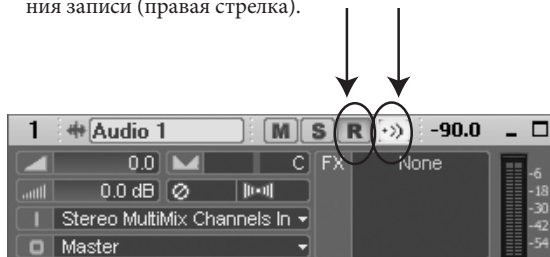 ния записи (правая стрелка).
1 Audio 1 M S R -90.0
0.0 C FX None
0.0 dB
Stereo MultiMix Channels In
Master
-6
-18
-30
-42
-54